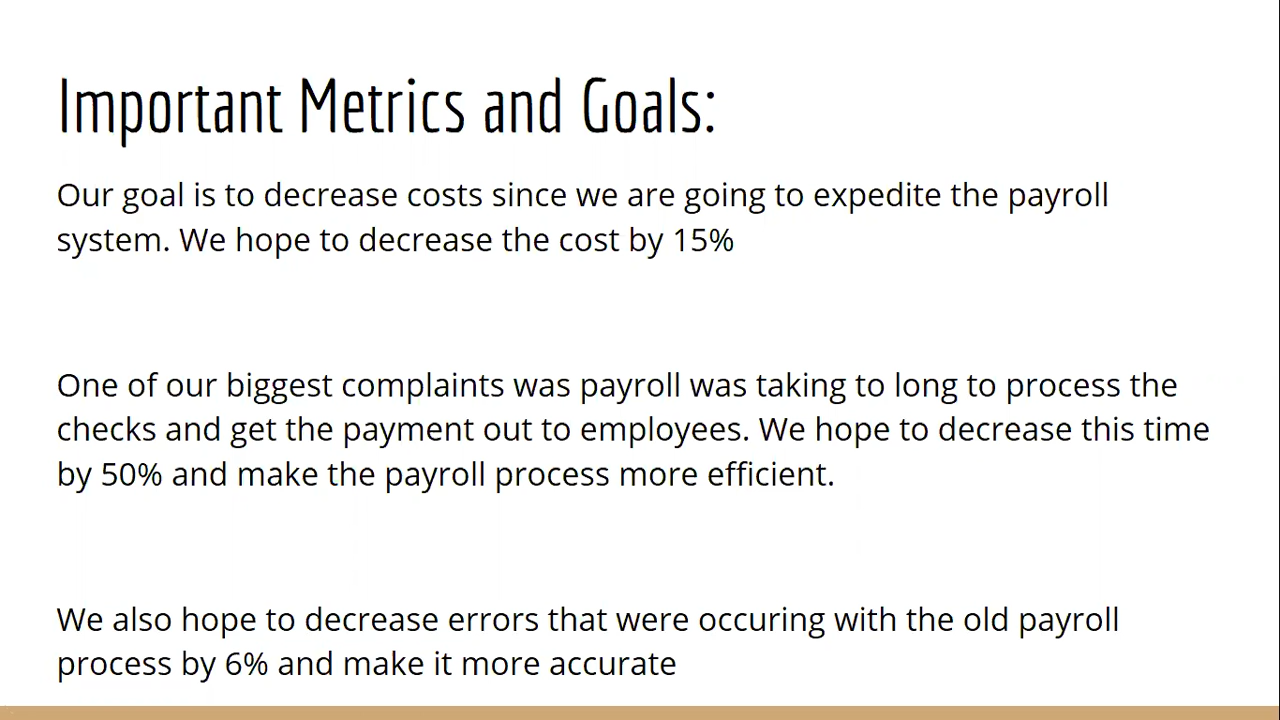 Important Metrics and Goals:
Our goal is to decrease costs since we are going to expedite the payroll
system. We hope to decrease the cost by 15%
One of our biggest complaints was payroll was taking to long to process the
checks and get the payment out to employees. We hope to decrease this time
by 50% and make the payroll process more efficient.
We also hope to decrease errors that were occuring with the old payroll
process by 6% and make it more accurate